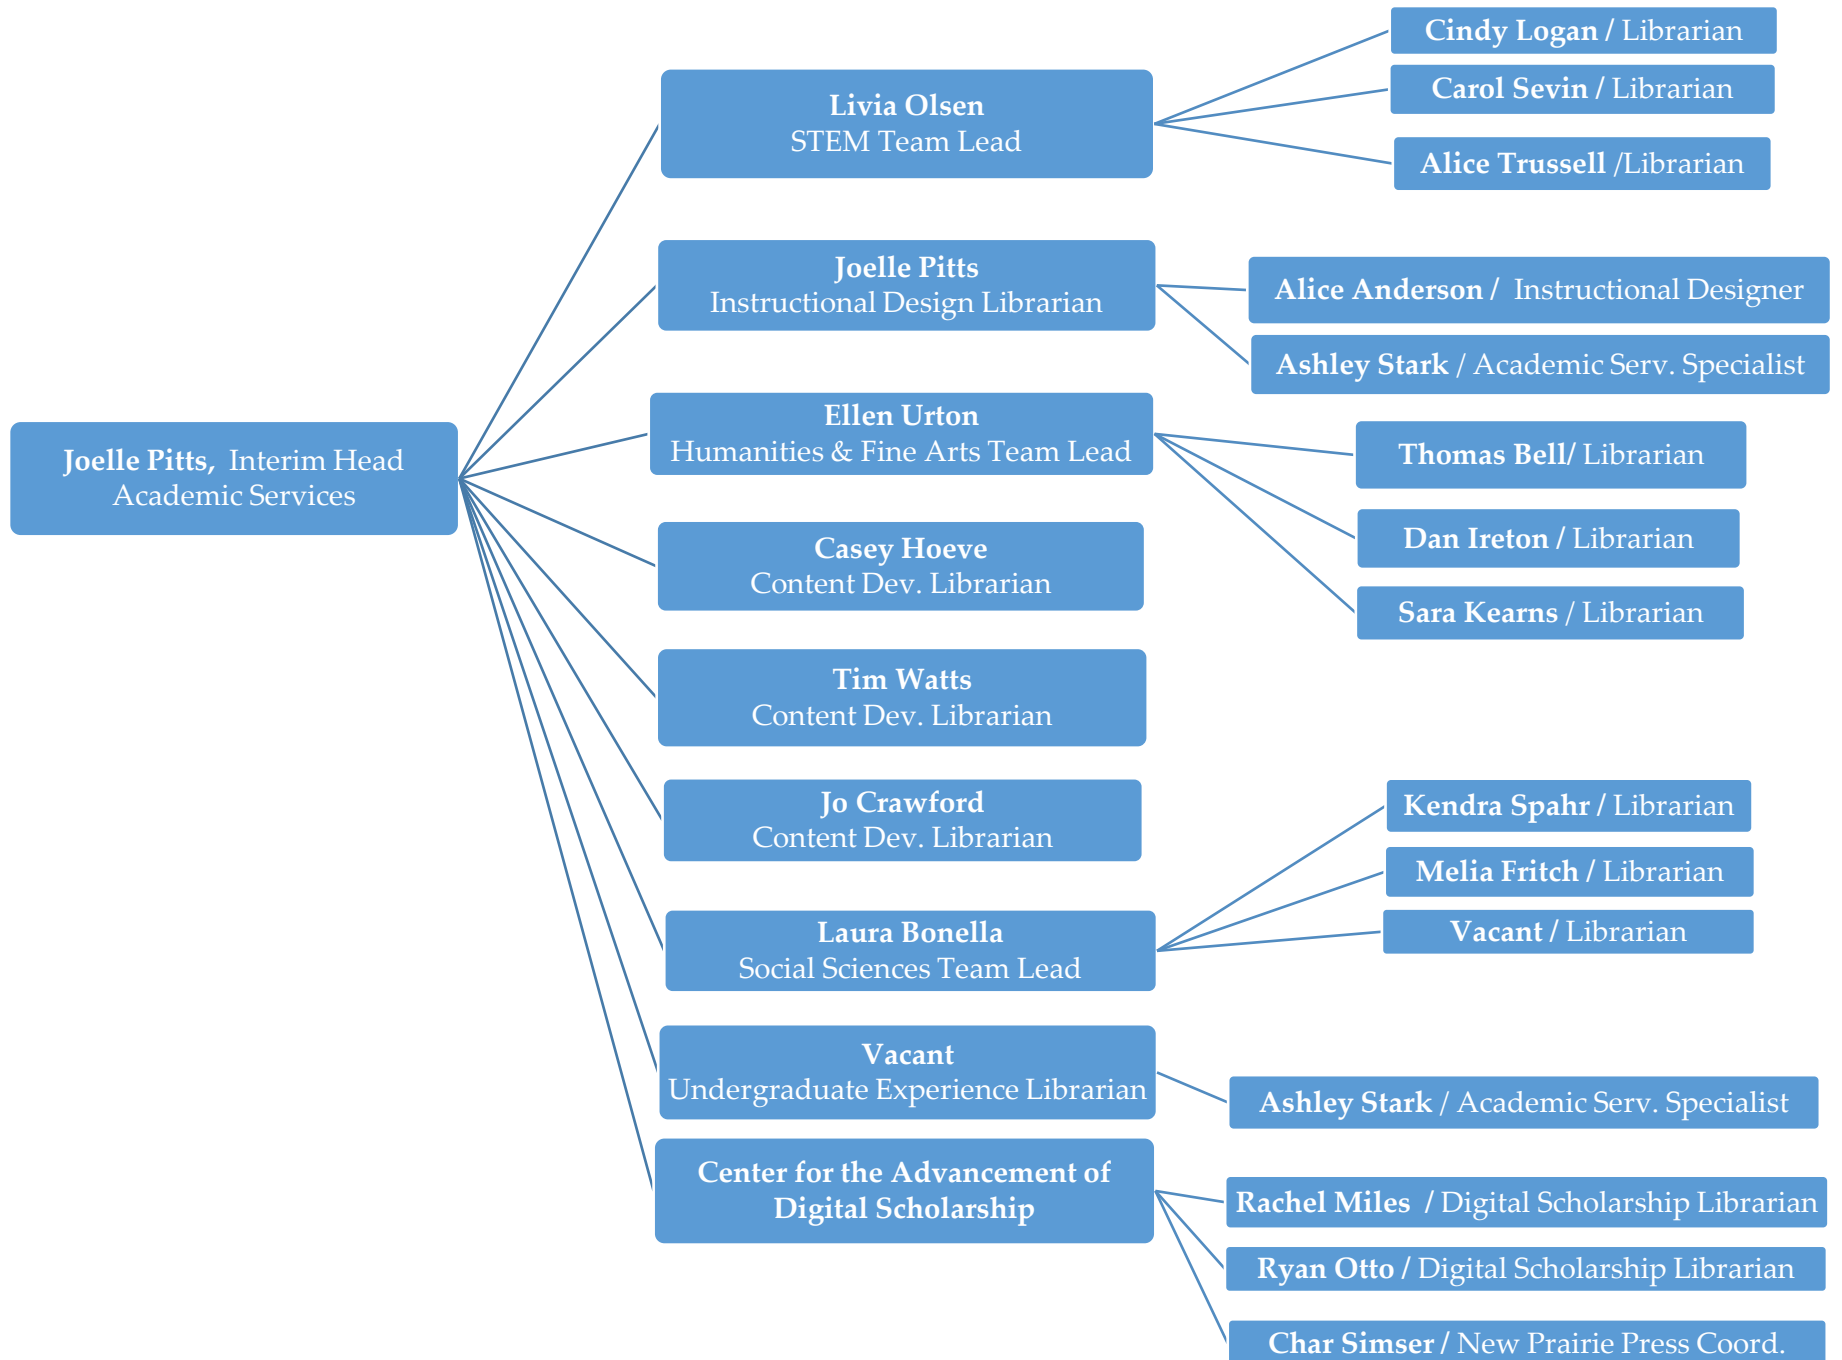 Joelle Pitts, Interim Head
Academic Services
Livia Olsen
STEM Team Lead
Cindy Logan / Librarian
Carol Sevin / Librarian
Alice Trussell /Librarian
Joelle Pitts
Instructional Design Librarian
Alice Anderson / Instructional Designer
Ashley Stark / Academic Serv. Specialist
Ellen Urton
Humanities & Fine Arts Team Lead
Thomas Bell/ Librarian
Dan Ireton / Librarian
Sara Kearns / Librarian
Casey Hoeve
Content Dev. Librarian
Tim Watts
Content Dev. Librarian
Jo Crawford
Content Dev. Librarian
Laura Bonella
Social Sciences Team Lead
Kendra Spahr / Librarian
Melia Fritch / Librarian
Vacant / Librarian
Vacant
Undergraduate Experience Librarian
Ashley Stark / Academic Serv. Specialist
Center for the Advancement of
Digital Scholarship
Rachel Miles / Digital Scholarship Librarian
Ryan Otto / Digital Scholarship Librarian
Char Simser / New Prairie Press Coord.